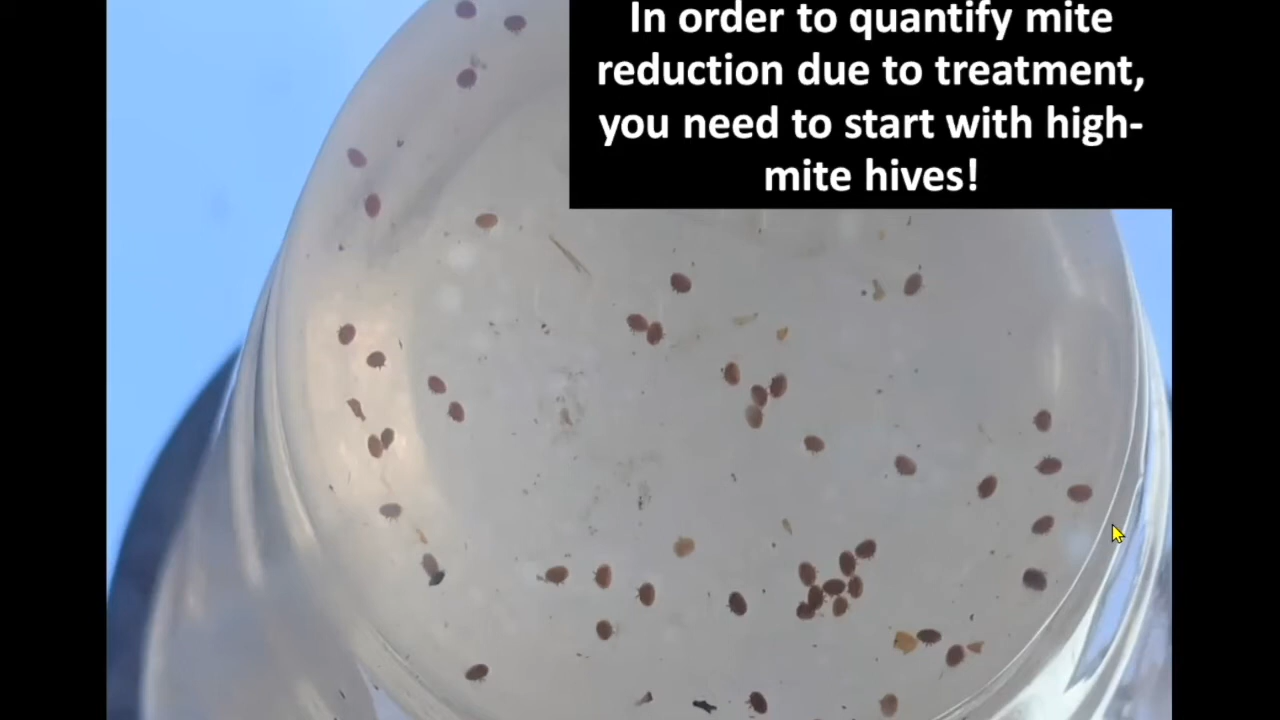 In order to quantify mite
reduction due to treatment,
you need to start with high-
mite hives!